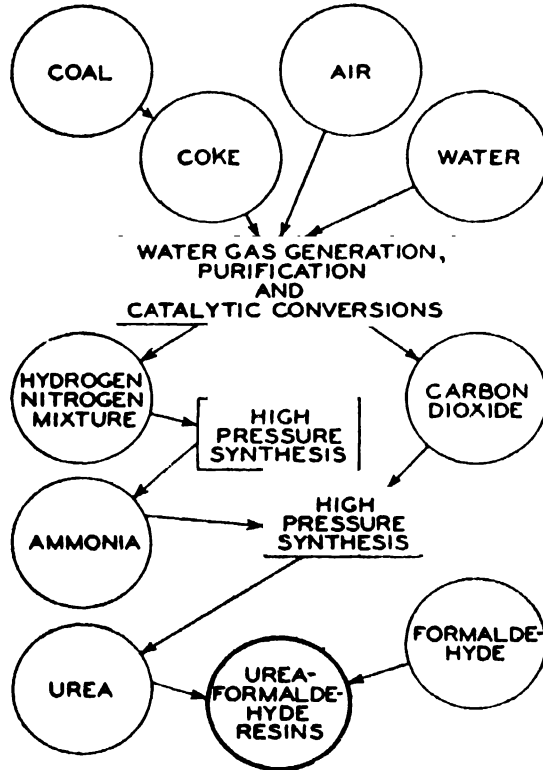 COAL
AIR
COKE
WATER
WATER GAS GENERATION,
PURIFICATION
AND
CATALYTIC CONVERSIONS
HYDROGEN
NITROGEN
MIXTURE
HIGH
PRESSURE
SYNTHESIS
CARBON
DIOXIDE
AMMONIA
HIGH
PRESSURE
SYNTHESIS
UREA
UREA-
FORMALDE-
HYDE
RESINS
FORMALDE-
HYDE